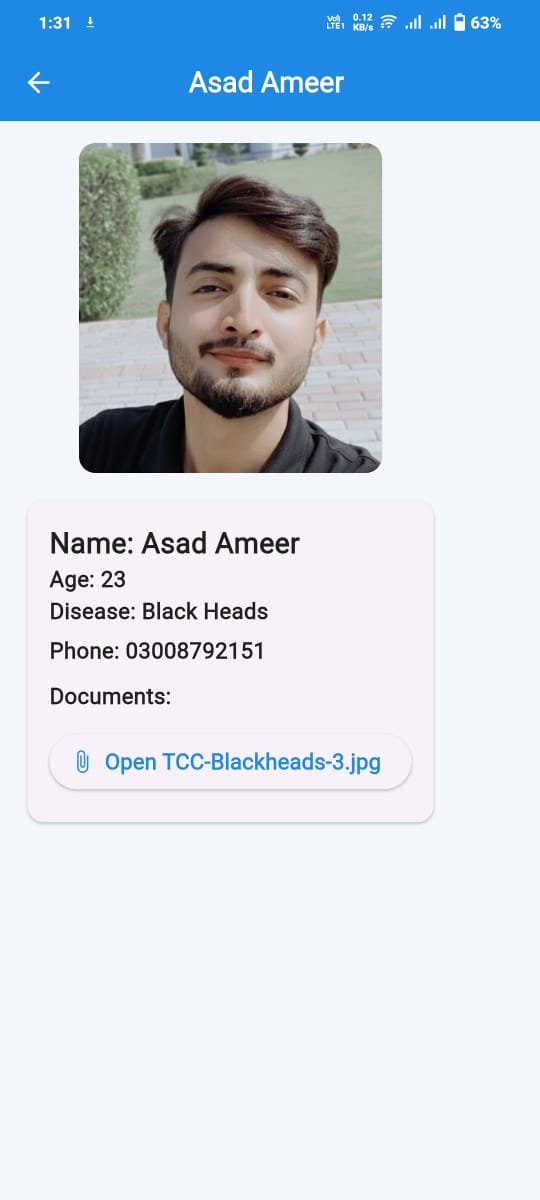 1:31 Vo) LTE1 0.12 KB/s 63%
Asad Ameer
Name: Asad Ameer
Age: 23
Disease: Black Heads
Phone: 03008792151
Documents:
Open TCC-Blackheads-3.jpg